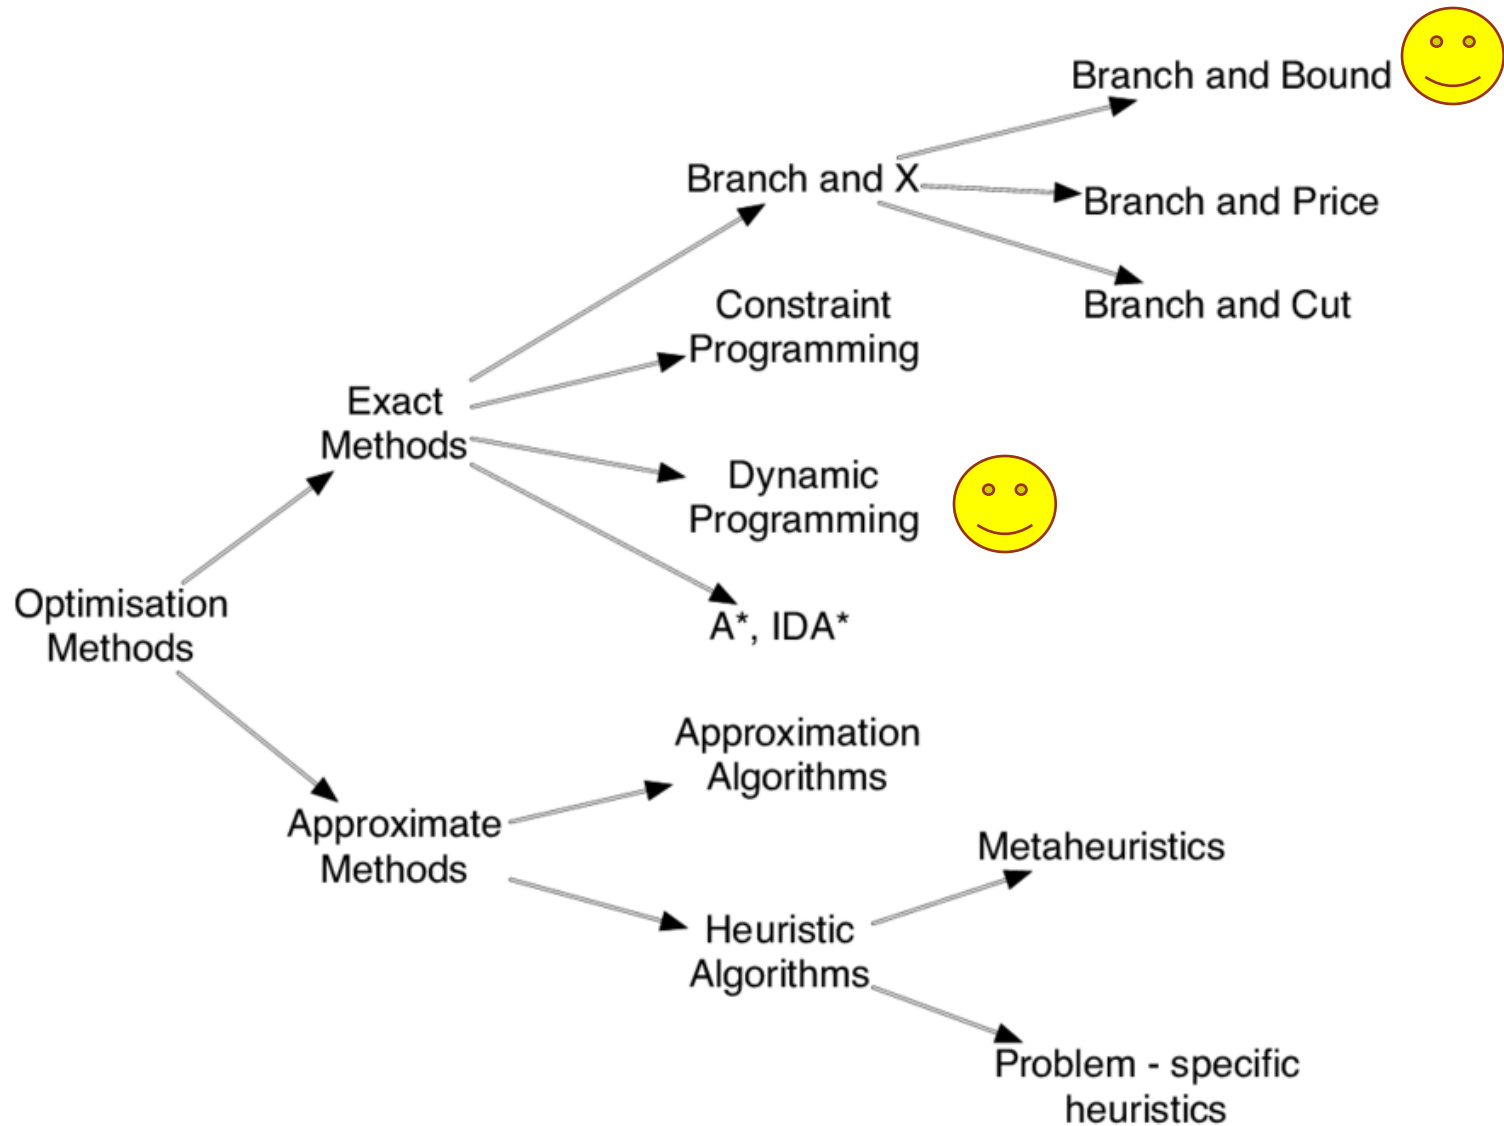 Branch and Bound
Branch and X
Branch and Price
Constraint
Programming
Branch and Cut
Exact
Methods
Dynamic
Programming
Optimisation
Methods
A*, IDA*
Approximation
Algorithms
Approximate
Methods
Metaheuristics
Heuristic
Algorithms
Problem - specific
heuristics